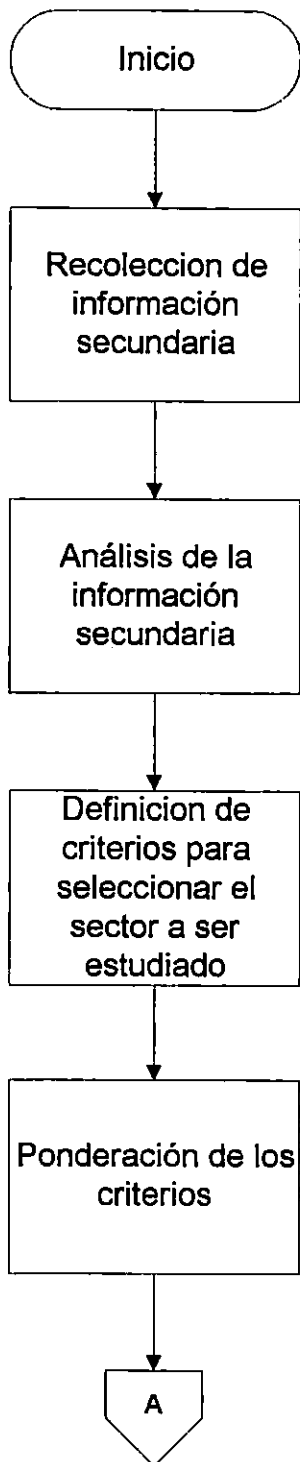 Inicio
Recoleccion de
información
secundaria
Análisis de la
información
secundaria
Definicion de
criterios para
seleccionar el
sector a ser
estudiado
Ponderación de los
criterios
A